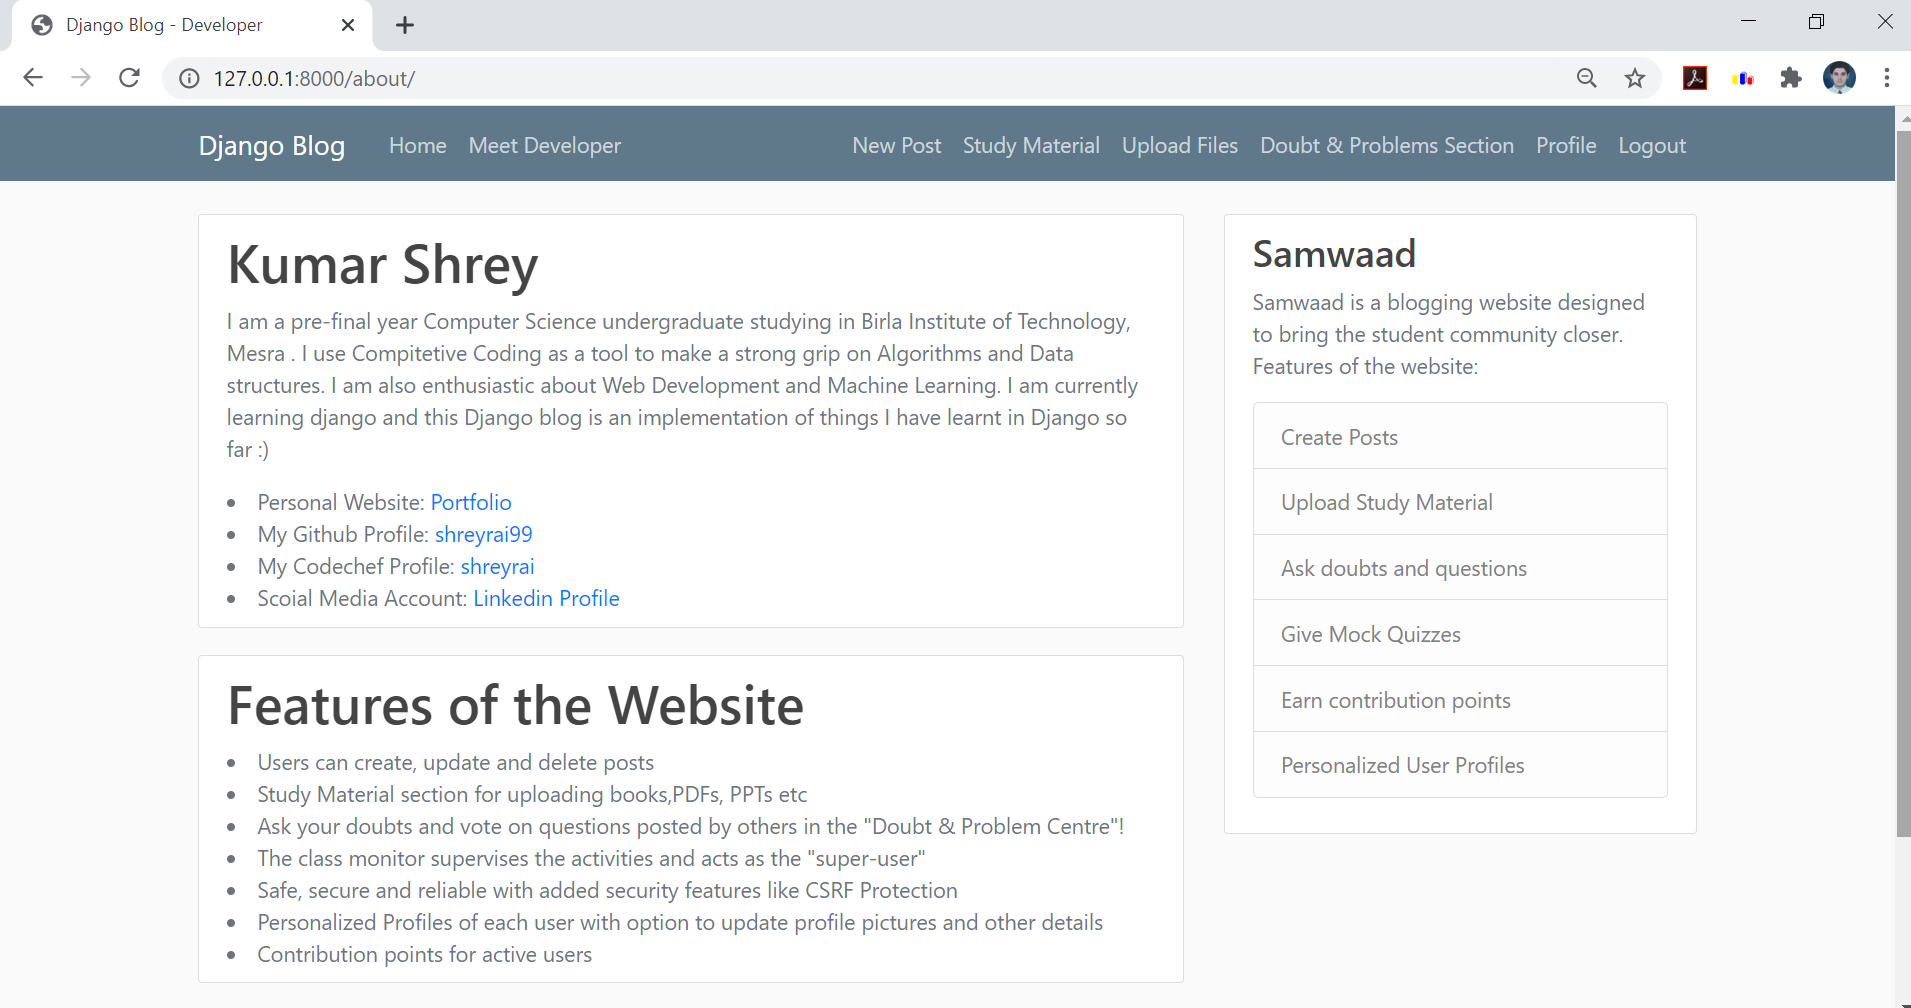 Django Blog - Developer
127.0.0.1:8000/about/
Django Blog Home Meet Developer New Post Study Material Upload Files Doubt & Problems Section Profile Logout
Kumar Shrey
I am a pre-final year Computer Science undergraduate studying in Birla Institute of Technology,
Mesra . I use Compitetive Coding as a tool to make a strong grip on Algorithms and Data
structures. I am also enthusiastic about Web Development and Machine Learning. I am currently
learning django and this Django blog is an implementation of things I have learnt in Django so
far :)
• Personal Website: Portfolio
• My Github Profile: shreyrai99
• My Codechef Profile: shreyrai
• Scoial Media Account: Linkedin Profile
Features of the Website
• Users can create, update and delete posts
• Study Material section for uploading books,PDFs, PPTs etc
• Ask your doubts and vote on questions posted by others in the "Doubt & Problem Centre"!
• The class monitor supervises the activities and acts as the "super-user"
• Safe, secure and reliable with added security features like CSRF Protection
• Personalized Profiles of each user with option to update profile pictures and other details
• Contribution points for active users
Samwaad
Samwaad is a blogging website designed
to bring the student community closer.
Features of the website:
Create Posts
Upload Study Material
Ask doubts and questions
Give Mock Quizzes
Earn contribution points
Personalized User Profiles